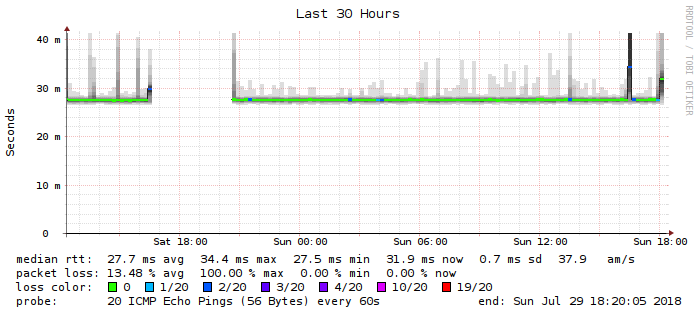 Last 30 Hours
RRDTOOL / TOBI OETIKER
Seconds
40 m
30 m
20 m
10 m
0
Sat 18:00 Sun 00:00 Sun 06:00 Sun 12:00 Sun 18:00
median rtt: 27.7 ms avg 34.4 ms max 27.5 ms min 31.9 ms now 0.7 ms sd 37.9 am/s
packet loss: 13.48 % avg 100.00 % max 0.00 % min 0.00 % now
loss color: 0 1/20 2/20 3/20 4/20 10/20 19/20
probe: 20 ICMP Echo Pings (56 Bytes) every 60s end: Sun Jul 29 18:20:05 2018